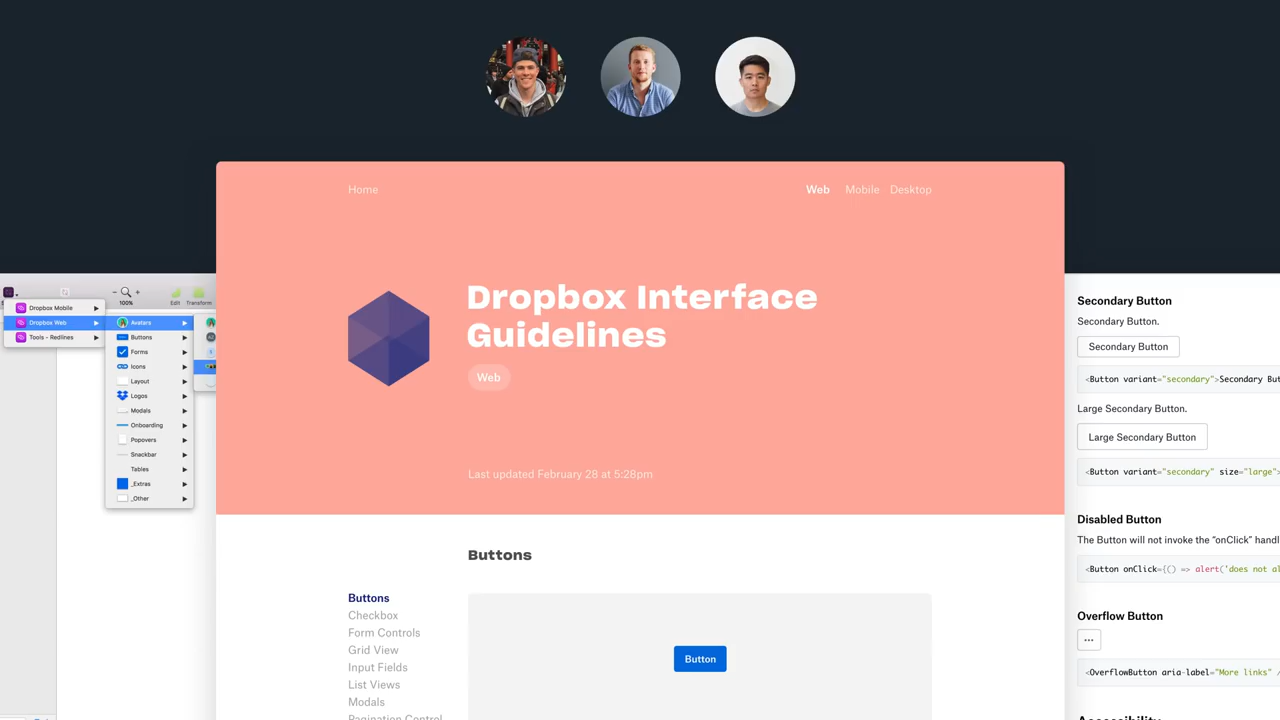 Home
Web
Mobile
Desktop
Dropbox Interface
Guidelines
Web
Last updated February 28 at 5:28pm
Buttons
Buttons
Checkbox
Form Controls
Grid View
Input Fields
List Views
Modals
Pagination Control
Button
100%
Edit
Transform
Dropbox Mobile
Dropbox Web
Tools - Redlines
Avatars
Buttons
Forms
Icons
Layout
Logos
Modals
Onboarding
Popovers
Snackbar
Tables
_Extras
_Other
Secondary Button
Secondary Button.
Secondary Button
<Button variant="secondary">Secondary But
Large Secondary Button.
Large Secondary Button
<Button variant="secondary" size="large">
Disabled Button
The Button will not invoke the “onClick” handl
<Button onClick={() => alert('does not al
Overflow Button
...
<OverflowButton aria-label="More links" /
Accessibility